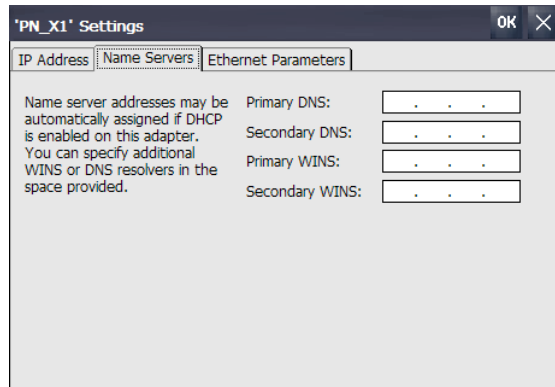 'PN_X1' Settings OK
IP Address Name Servers Ethernet Parameters
Name server addresses may be
automatically assigned if DHCP
is enabled on this adapter.
You can specify additional
WINS or DNS resolvers in the
space provided.
Primary DNS: . . .
Secondary DNS: . . .
Primary WINS: . . .
Secondary WINS: . . .